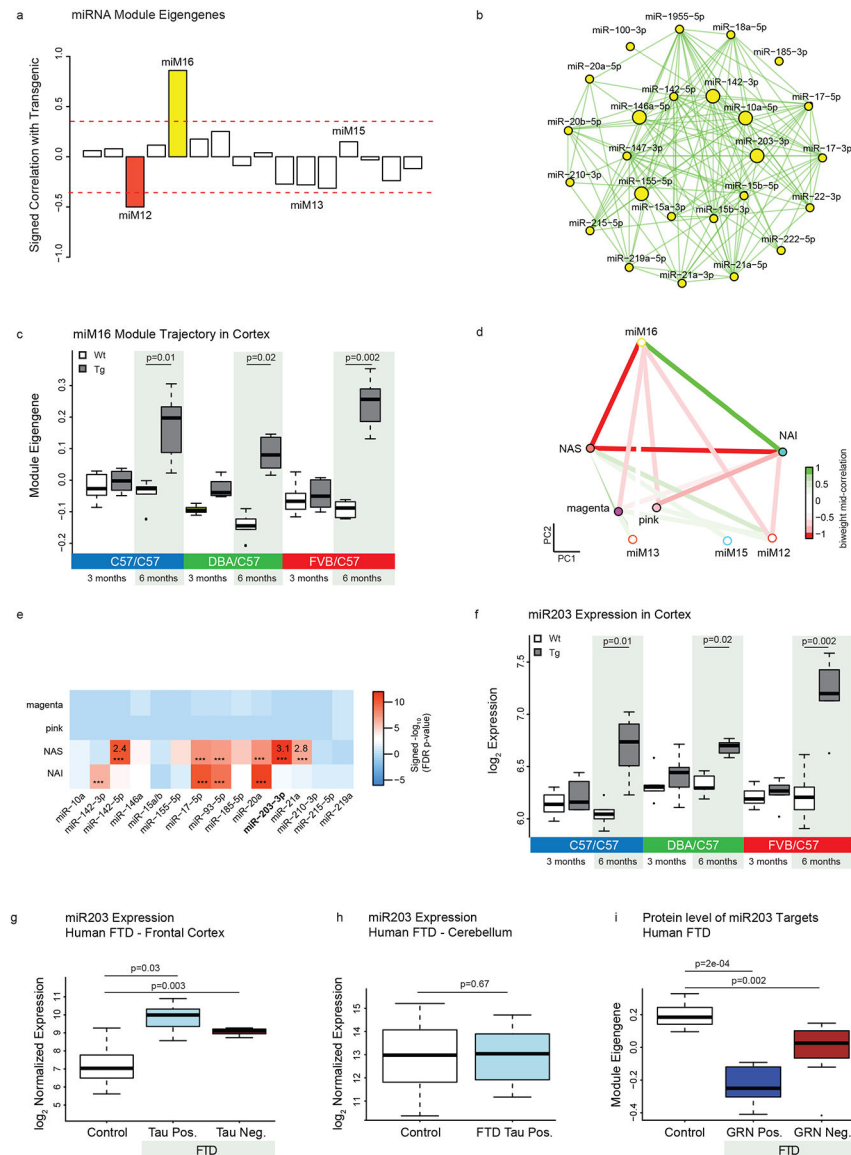 a
miRNA Module Eigengenes
Signed Correlation with Transgenic
1.0
0.5
0.0
−0.5
−1.0
miM16
miM12
miM15
miM13
b
miR−1955−5p
miR−18a−5p
miR−100−3p
miR−185−3p
miR−20a−5p
miR−142−5p
miR−142−3p
miR−17−5p
miR−146a−5p
miR−10a−5p
miR−20b−5p
miR−147−3p
miR−203−3p
miR−17−3p
miR−210−3p
miR−155−5p
miR−15b−5p
miR−22−3p
miR−15a−3p
miR−15b−3p
miR−215−5p
miR−222−5p
miR−219a−5p
miR−21a−5p
miR−21a−3p
c
miM16 Module Trajectory in Cortex
Wt
Tg
p=0.01
p=0.02
p=0.002
Module Eigengene
0.3
0.2
0.1
0.0
−0.1
−0.2
C57/C57
DBA/C57
FVB/C57
3 months
6 months
3 months
6 months
3 months
6 months
d
miM16
NAS
NAI
magenta
pink
miM13
miM15
miM12
PC2
PC1
1
0.5
0
−0.5
−1
biweight mid−correlation
e
magenta
pink
NAS
NAI
2.4
3.1
2.8
***
***
***
***
***
***
***
***
***
***
miR−10a
miR−142−3p
miR−142−5p
miR−146a
miR−15a/b
miR−155−5p
miR−17−5p
miR−93−5p
miR−185−5p
miR−20a
miR−203−3p
miR−21a
miR−210−3p
miR−215−5p
miR−219a
10
5
0
−5
Signed -log10
(FDR p-value)
f
miR203 Expression in Cortex
Wt
Tg
p=0.01
p=0.02
p=0.002
log2 Expression
7.5
7.0
6.5
6.0
C57/C57
DBA/C57
FVB/C57
3 months
6 months
3 months
6 months
3 months
6 months
g
miR203 Expression
Human FTD - Frontal Cortex
p=0.03
p=0.003
log2 Normalized Expression
11
10
9
8
7
6
5
Control
Tau Pos.
Tau Neg.
FTD
h
miR203 Expression
Human FTD - Cerebellum
p=0.67
log2 Normalized Expression
15
14
13
12
11
Control
FTD Tau Pos.
i
Protein level of miR203 Targets
Human FTD
p=2e-04
p=0.002
Module Eigengene
0.2
0.0
−0.2
−0.4
Control
GRN Pos.
GRN Neg.
FTD